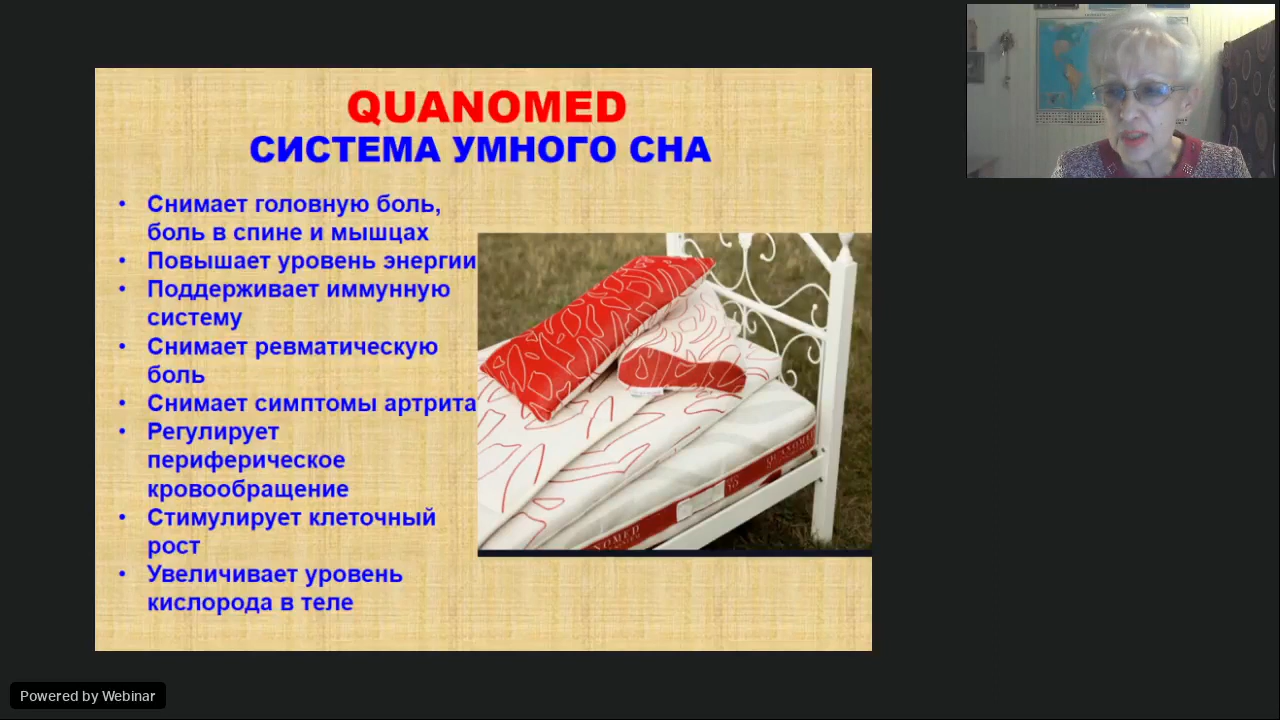 QUANOMED
СИСТЕМА УМНОГО СНА
• Снимает головную боль,
боль в спине и мышцах
• Повышает уровень энергии
• Поддерживает иммунную
систему
• Снимает ревматическую
боль
• Снимает симптомы артрита
• Регулирует
периферическое
кровообращение
• Стимулирует клеточный
рост
• Увеличивает уровень
кислорода в теле
QUANOMED
Powered by Webinar